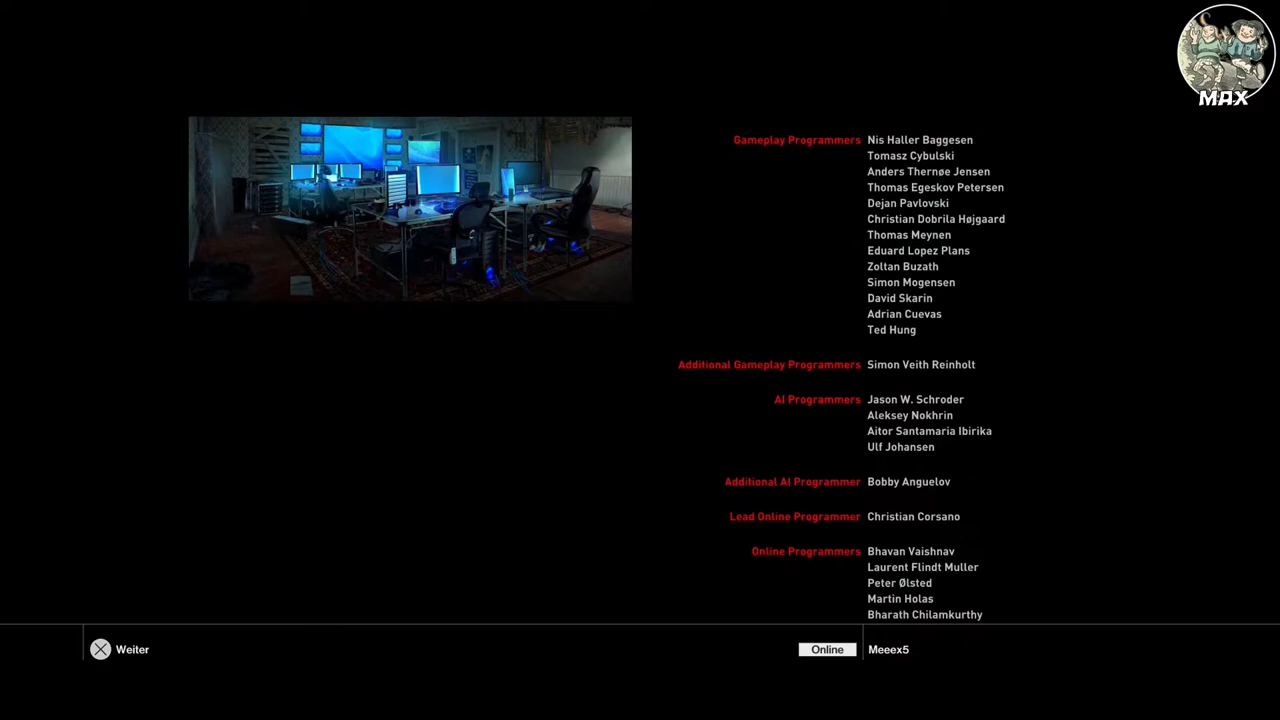 MAX
Gameplay Programmers Nis Haller Baggesen
Tomasz Cybulski
Anders Thernøe Jensen
Thomas Egeskov Petersen
Dejan Pavlovski
Christian Dobrila Højgaard
Thomas Meynen
Eduard Lopez Plans
Zoltan Buzath
Simon Mogensen
David Skarin
Adrian Cuevas
Ted Hung
Additional Gameplay Programmers Simon Veith Reinholt
AI Programmers Jason W. Schroder
Aleksey Nokhrin
Aitor Santamaria Ibirika
Ulf Johansen
Additional AI Programmer Bobby Anguelov
Lead Online Programmer Christian Corsano
Online Programmers Bhavan Vaishnav
Laurent Flindt Muller
Peter Ølsted
Martin Holas
Bharath Chilamkurthy
Weiter Online Meeex5